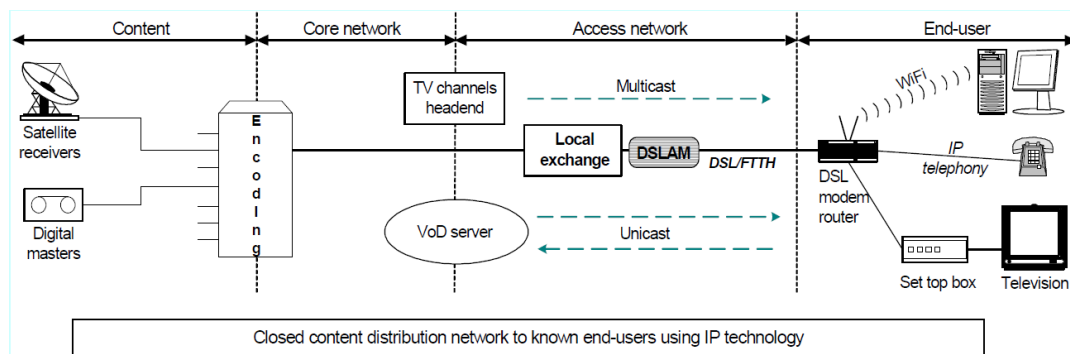 Content
Core network
Access network
End-user
TV channels
headend
Multicast
WiFi
Satellite
receivers
EncodIng
Local
exchange
DSLAM
DSL/FTTH
IP
telephony
DSL
modem
router
Digital
masters
VoD server
Unicast
Set top box
Television
Closed content distribution network to known end-users using IP technology